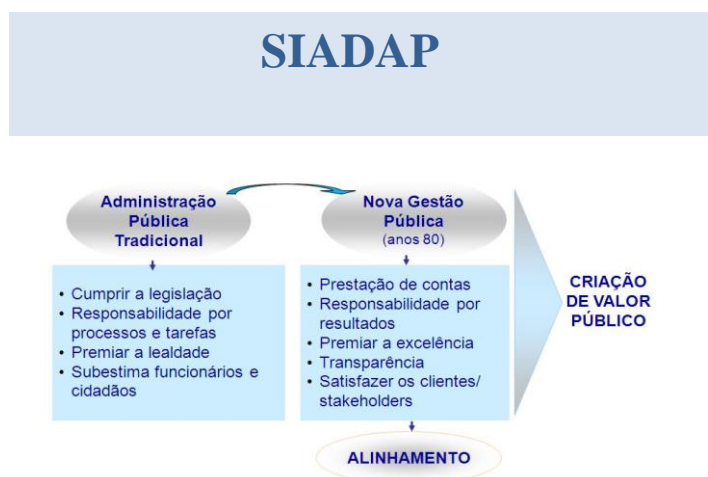 SIADAP
Administração
Pública
Tradicional
• Cumprir a legislação
• Responsabilidade por
processos e tarefas
• Premiar a lealdade
• Subestima funcionários e
cidadãos
Nova Gestão
Pública
(anos 80)
• Prestação de contas
• Responsabilidade por
resultados
• Premiar a excelência
• Transparência
• Satisfazer os clientes/
stakeholders
ALINHAMENTO
CRIAÇÃO
DE VALOR
PÚBLICO